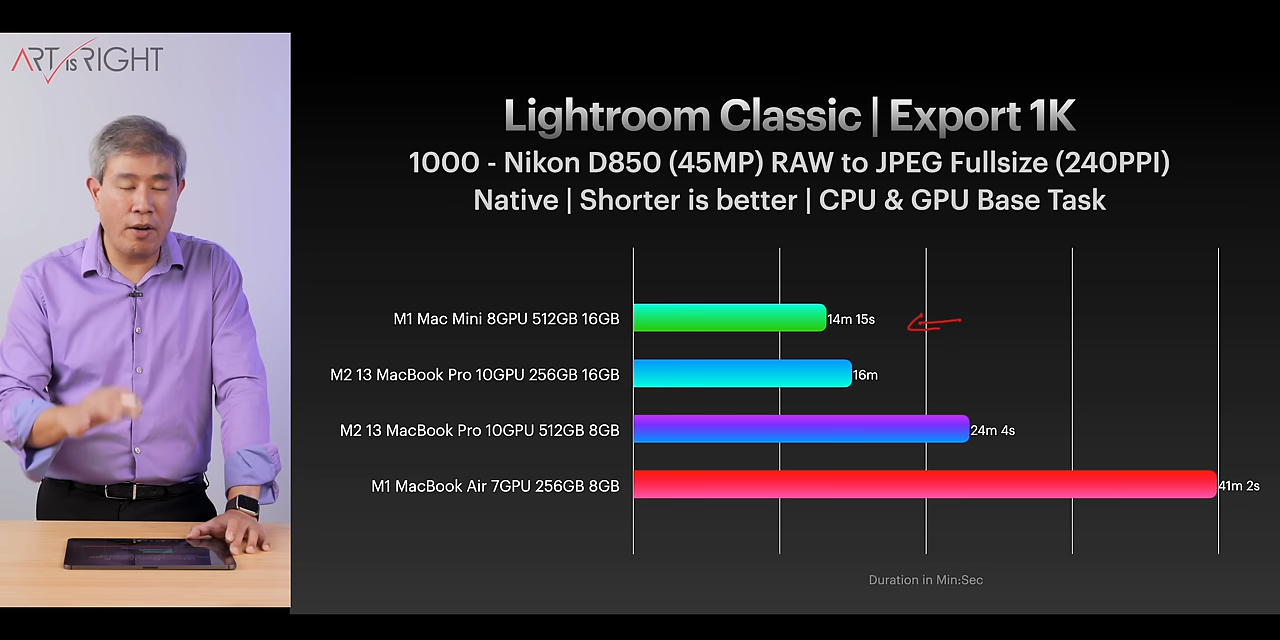 ART is RIGHT
Lightroom Classic | Export 1K
1000 - Nikon D850 (45MP) RAW to JPEG Fullsize (240PPI)
Native | Shorter is better | CPU & GPU Base Task
M1 Mac Mini 8GPU 512GB 16GB 14m 15s
M2 13 MacBook Pro 10GPU 256GB 16GB 16m
M2 13 MacBook Pro 10GPU 512GB 8GB 24m 4s
M1 MacBook Air 7GPU 256GB 8GB 41m 2s
Duration in Min:Sec